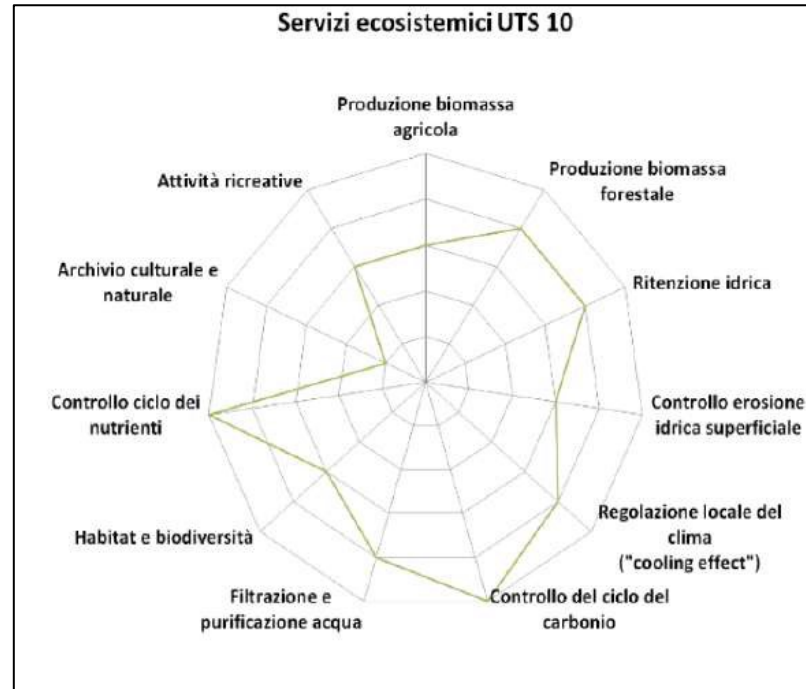 Servizi ecosistemici UTS 10
Produzione biomassa
agricola
Produzione biomassa
forestale
Ritenzione idrica
Controllo erosione
idrica superficiale
Regolazione locale del
clima
("cooling effect")
Controllo del ciclo del
carbonio
Filtrazione e
purificazione acqua
Habitat e biodiversità
Controllo ciclo dei
nutrienti
Archivio culturale e
naturale
Attività ricreative